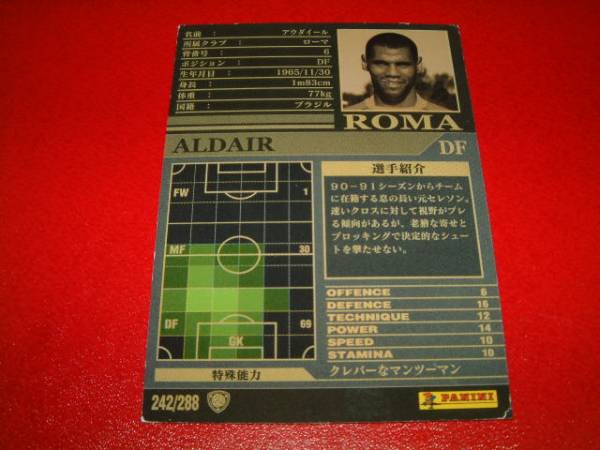 名前 : アウダイール
所属クラブ : ローマ
背番号 : 6
ポジション : DF
生年月日 : 1965/11/30
身長 : 1m83cm
体重 : 77kg
国籍 : ブラジル
ROMA
ALDAIR DF
FW 1
MF 30
DF 69
GK
選手紹介
90-91シーズンからチーム
に在籍する息の長い元セレソン。
速いクロスに対して視野がブレ
る傾向があるが、老獪な寄せと
ブロッキングで決定的なシュー
トを撃たせない。
OFFENCE 6
DEFENCE 16
TECHNIQUE 12
POWER 14
SPEED 10
STAMINA 10
特殊能力 クレバーなマンツーマン
242/288
PANINI